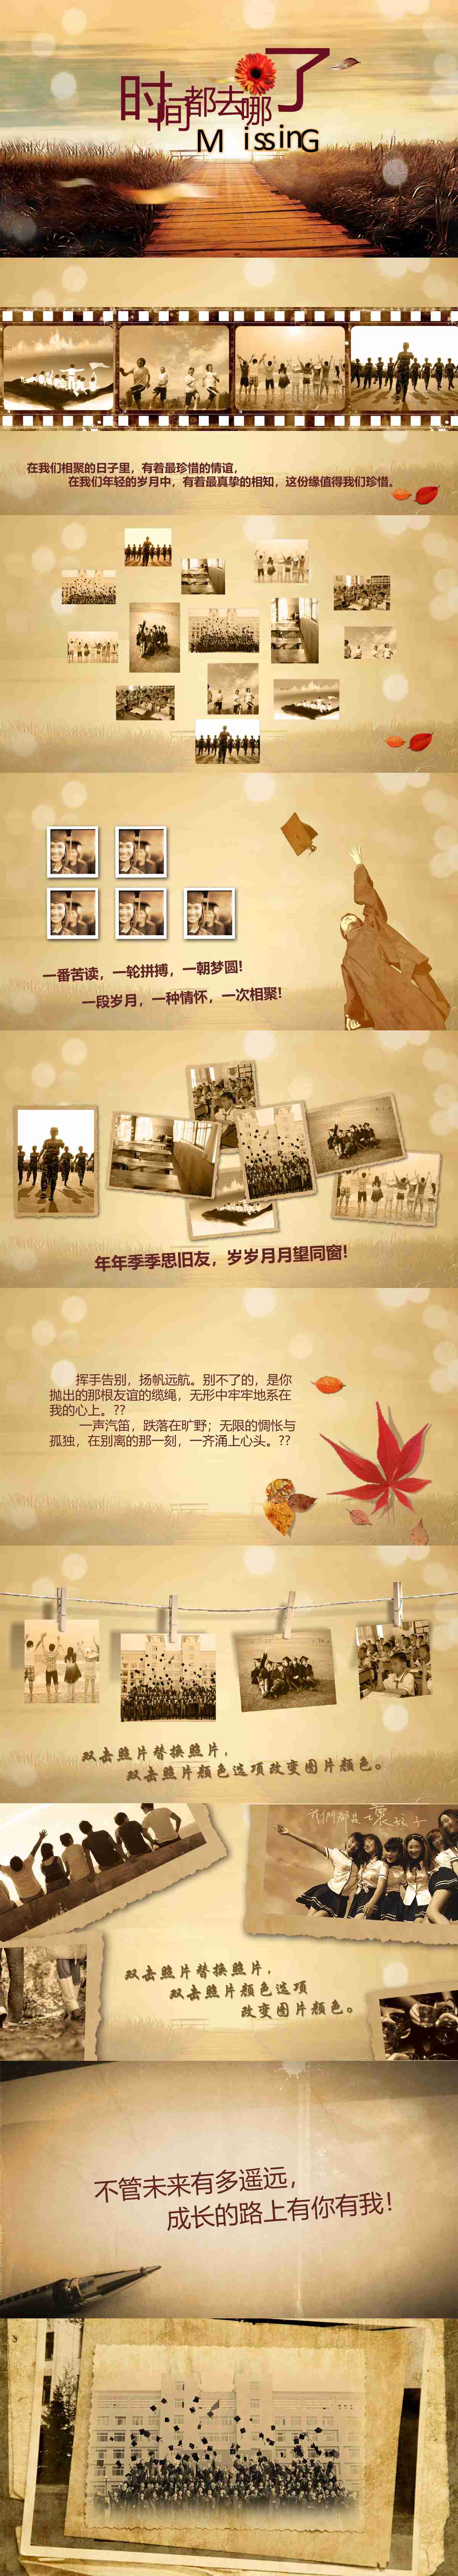 时间都去哪了
MissinG
在我们相聚的日子里，有着最珍惜的情谊，
在我们年轻的岁月中，有着最真挚的相知，这份缘值得我们珍惜。
一番苦读，一轮拼搏，一朝梦圆!
一段岁月，一种情怀，一次相聚!
年年季季思旧友，岁岁月月望同窗!
挥手告别，扬帆远航。别不了的，是你
抛出的那根友谊的缆绳，无形中牢牢地系在
我的心上。??
一声汽笛，跌落在旷野；无限的惆怅与
孤独，在别离的那一刻，一齐涌上心头。??
双击照片替换照片，
双击照片颜色选项改变图片颜色。
我们都是壞孩子
双击照片替换照片，
双击照片颜色选项
改变图片颜色。
不管未来有多遥远，
成长的路上有你有我！